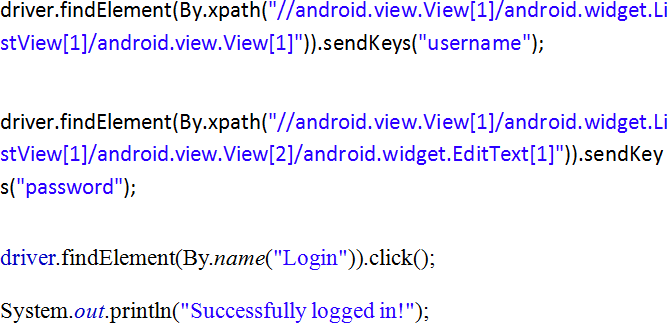 driver.findElement(By.xpath("//android.view.View[1]/android.widget.Li
stView[1]/android.view.View[1]")).sendKeys("username");
driver.findElement(By.xpath("//android.view.View[1]/android.widget.Li
stView[1]/android.view.View[2]/android.widget.EditText[1]")).sendKey
s("password");
driver.findElement(By.name("Login")).click();
System.out.println("Successfully logged in!");